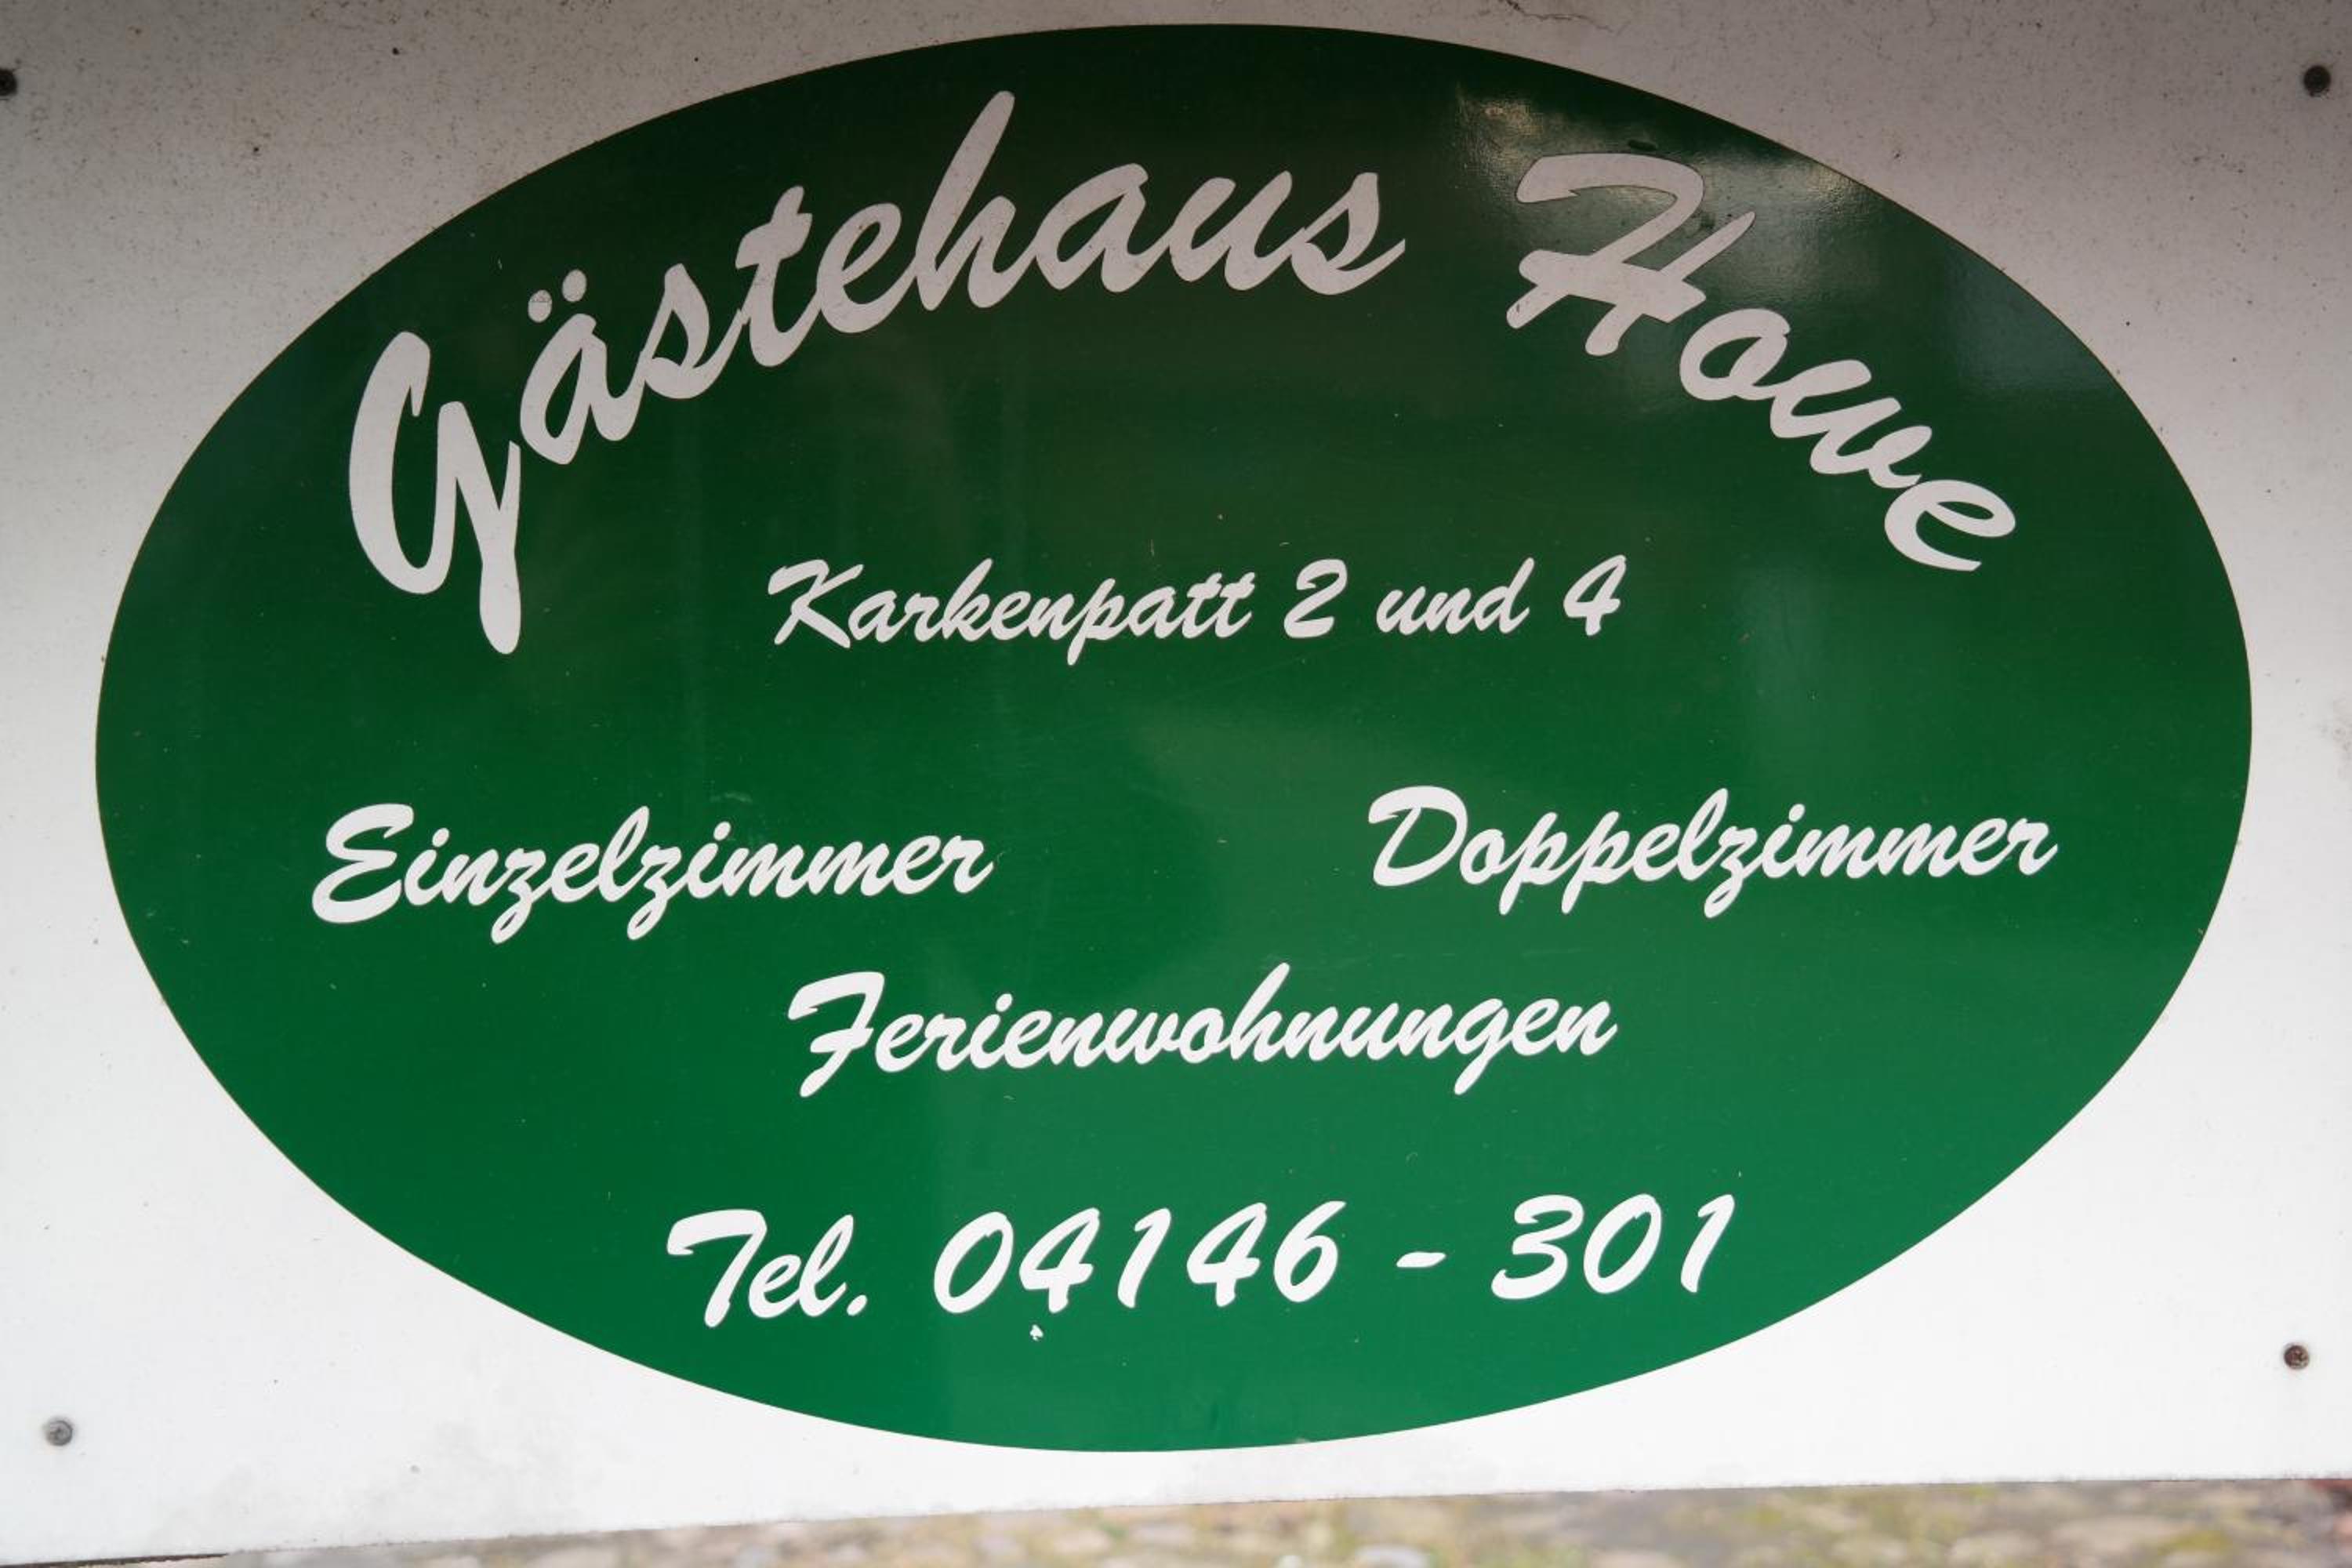 Gästehaus Howe
Karkenpatt 2 und 4
Einzelzimmer Doppelzimmer
Ferienwohnungen
Tel. 04146 - 301